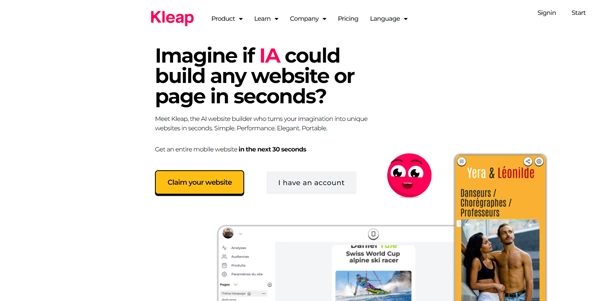 Kleap
Product Learn Company Pricing Language
Signin Start
Imagine if IA could
build any website or
page in seconds?
Meet Kleap, the AI website builder who turns your imagination into unique
websites in seconds. Simple. Performance. Elegant. Portable.
Get an entire mobile website in the next 30 seconds
Claim your website
I have an account
Analyses
Audiences
Produits
Paramètres du site
Pages
Daniel Yule
Swiss World Cup
alpine ski racer
Yera & Léonilde
Danseurs /
Chorégraphes /
Professeurs